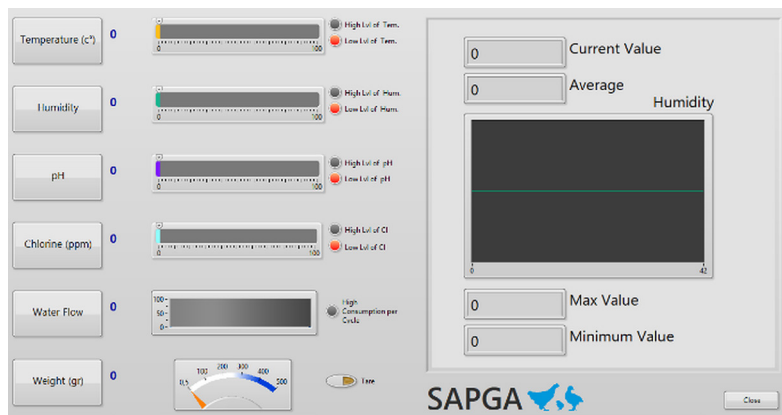 Temperature (c°) 0
0 100
High Lvl of Tem.
Low Lvl of Tem.
Humidity 0
0 100
High Lvl of Hum.
Low Lvl of Hum.
pH 0
0 100
High Lvl of pH
Low Lvl of pH
Chlorine (ppm) 0
0 100
High Lvl of Cl
Low Lvl of Cl
Water Flow 0
100-
50-
0-
High
Consumption per
Cycle
Weight (gr) 0
0,5 100 200 300 400 500
Tare
0 Current Value
0 Average
Humidity
0 42
0 Max Value
0 Minimum Value
SAPGA
Close